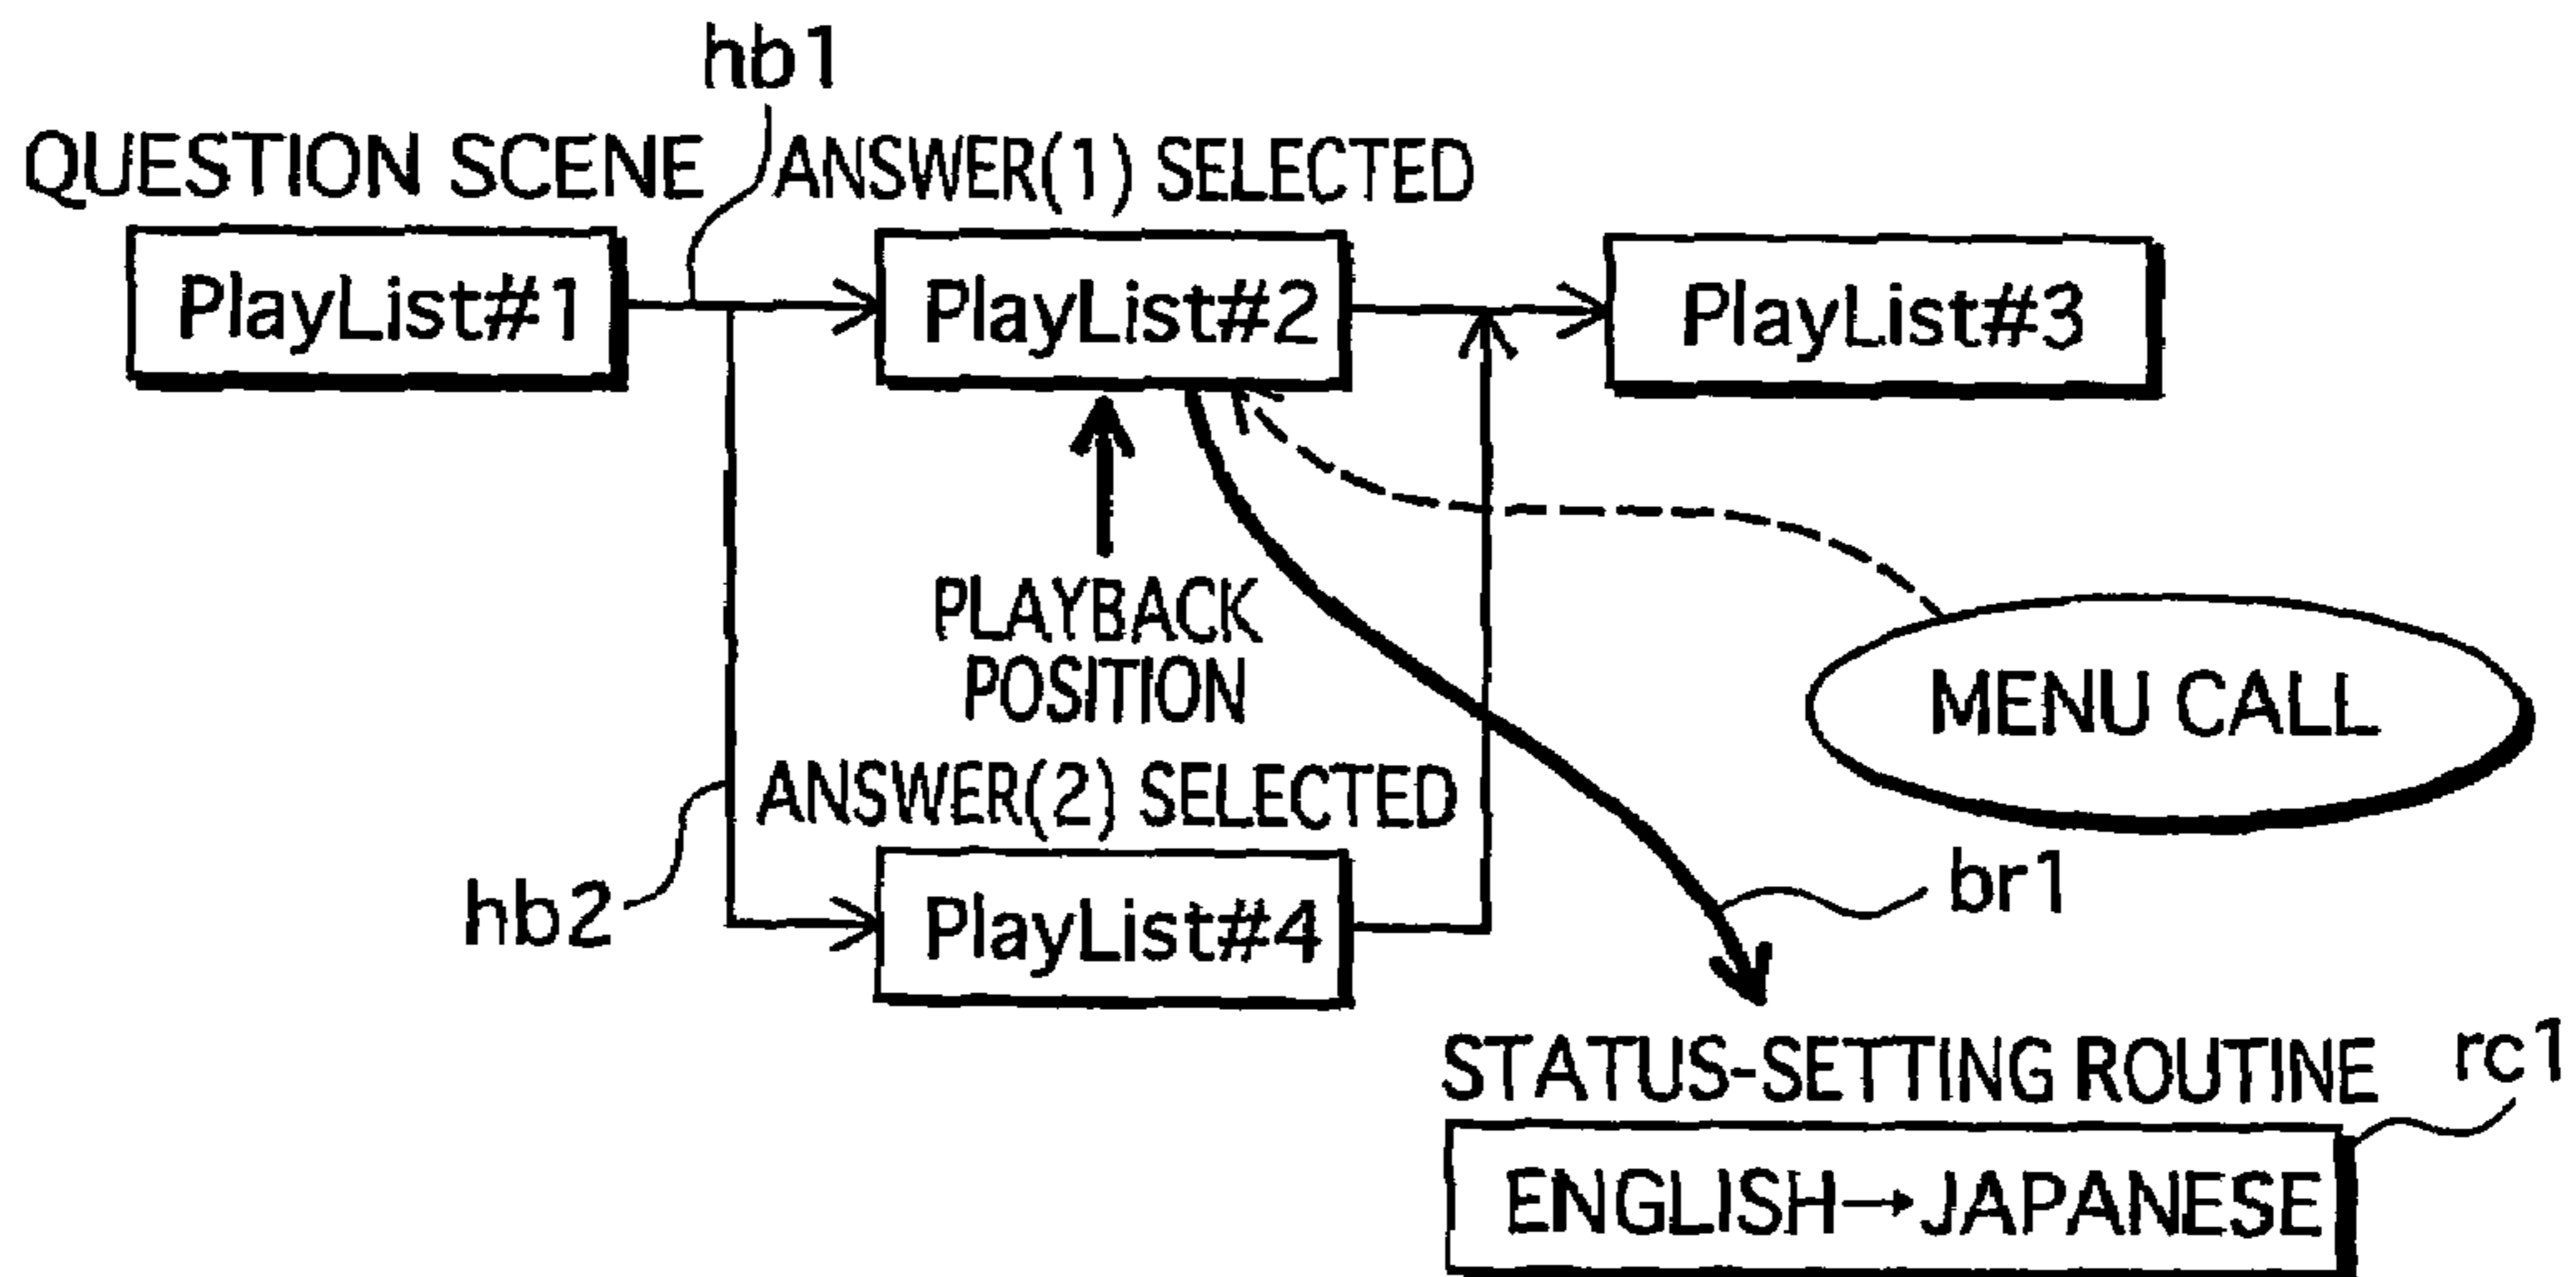 hb1
QUESTION SCENE
ANSWER(1) SELECTED
PlayList#1
PlayList#2
PlayList#3
PLAYBACK
POSITION
MENU CALL
ANSWER(2) SELECTED
hb2
PlayList#4
br1
STATUS-SETTING ROUTINE
rc1
ENGLISH→JAPANESE